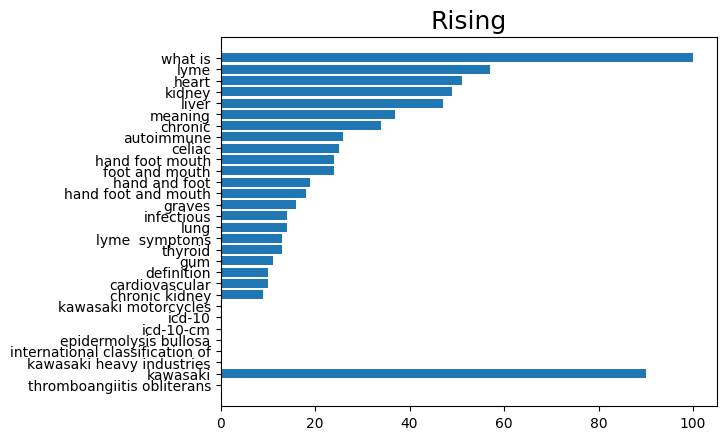 Rising
what is
lyme
heart
kidney
liver
meaning
chronic
autoimmune
celiac
hand foot mouth
foot and mouth
hand and foot
hand foot and mouth
graves
infectious
lung
lyme  symptoms
thyroid
gum
definition
cardiovascular
chronic kidney
kawasaki motorcycles
icd-10
icd-10-cm
epidermolysis bullosa
international classification of
kawasaki heavy industries
kawasaki
thromboangiitis obliterans
0 20 40 60 80 100